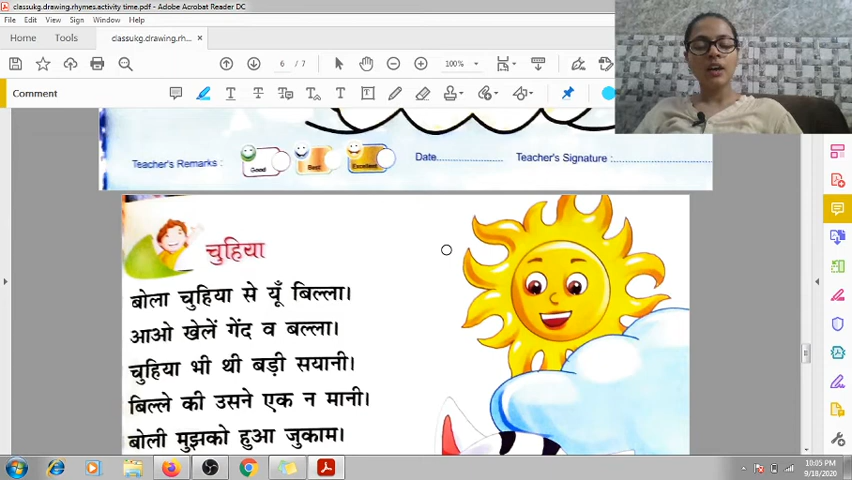 classukg.drawing.rhymes.activity time.pdf - Adobe Acrobat Reader DC
File Edit View Sign Window Help
Home Tools classukg.drawing.rh... ×
6 / 7 100%
Comment
Teacher's Remarks : Good Best Excellent Date............ Teacher's Signature :............
चुहिया
बोला चुहिया से यूँ बिल्ला।
आओ खेलें गेंद व बल्ला।
चुहिया भी थी बड़ी सयानी।
बिल्ले की उसने एक न मानी।
बोली मुझको हुआ जुकाम।
10:05 PM
9/18/2020